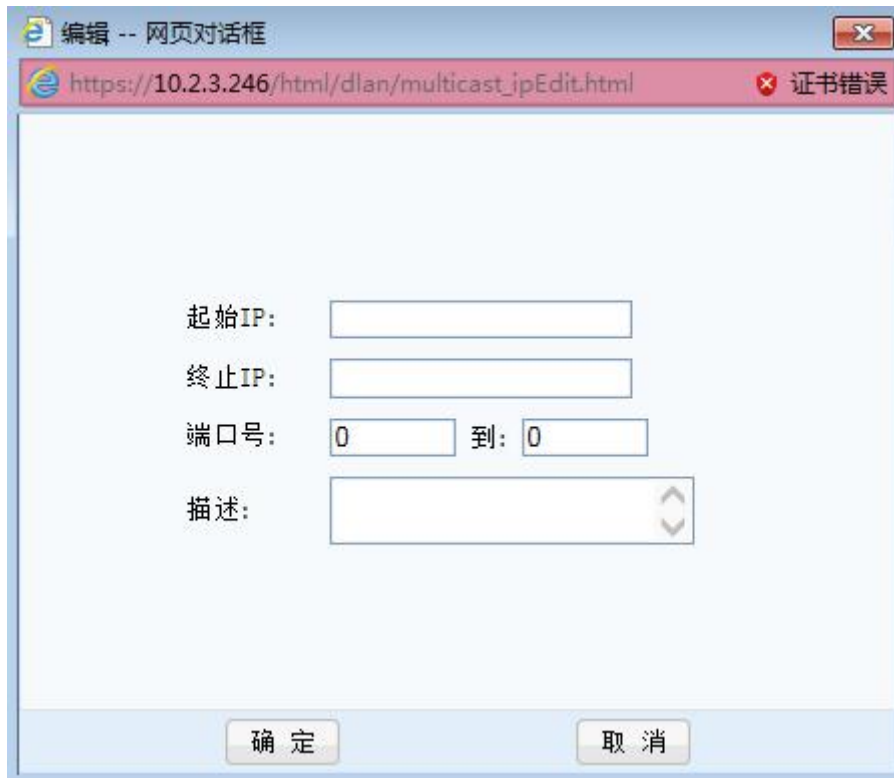 编辑 -- 网页对话框
https://10.2.3.246/html/dlan/multicast_ipEdit.html 证书错误
起始IP:
终止IP:
端口号: 0 到: 0
描述:
确 定 取 消